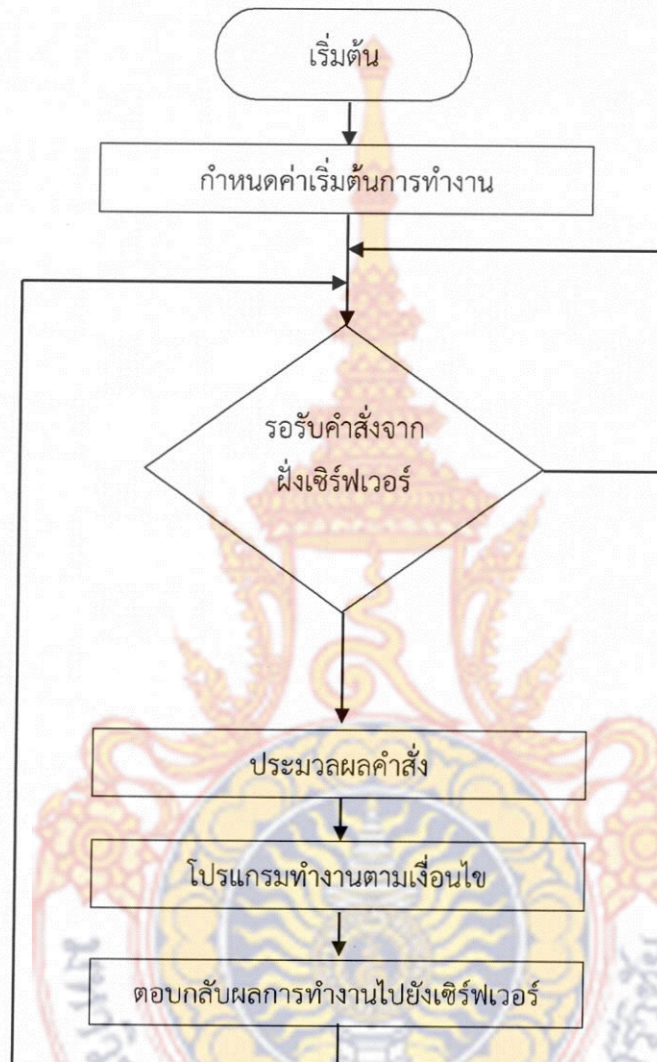 เริ่มต้น
กำหนดค่าเริ่มต้นการทำงาน
รอรับคำสั่งจาก
ฝั่งเซิร์ฟเวอร์
ประมวลผลคำสั่ง
โปรแกรมทำงานตามเงื่อนไข
ตอบกลับผลการทำงานไปยังเซิร์ฟเวอร์